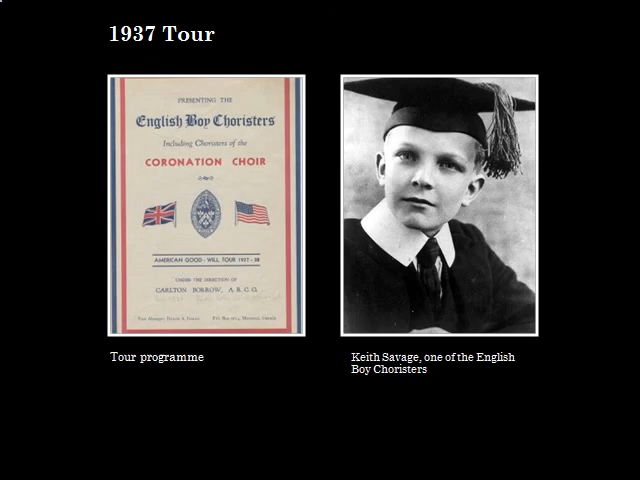 1937 Tour
PRESENTING THE
English Boy Choristers
Including Choristers of the
CORONATION CHOIR
AMERICAN GOOD-WILL TOUR 1937-38
UNDER THE DIRECTION OF
CARLTON BORROW, A.R.C.O.
Tour programme
Keith Savage, one of the English
Boy Choristers